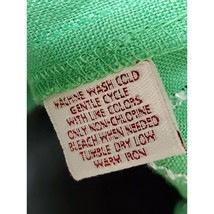 MACHINE WASH COLD
GENTLE CYCLE
WITH LIKE COLORS
ONLY NON-CHLORINE
BLEACH WHEN NEEDED
TUMBLE DRY LOW
WARM IRON